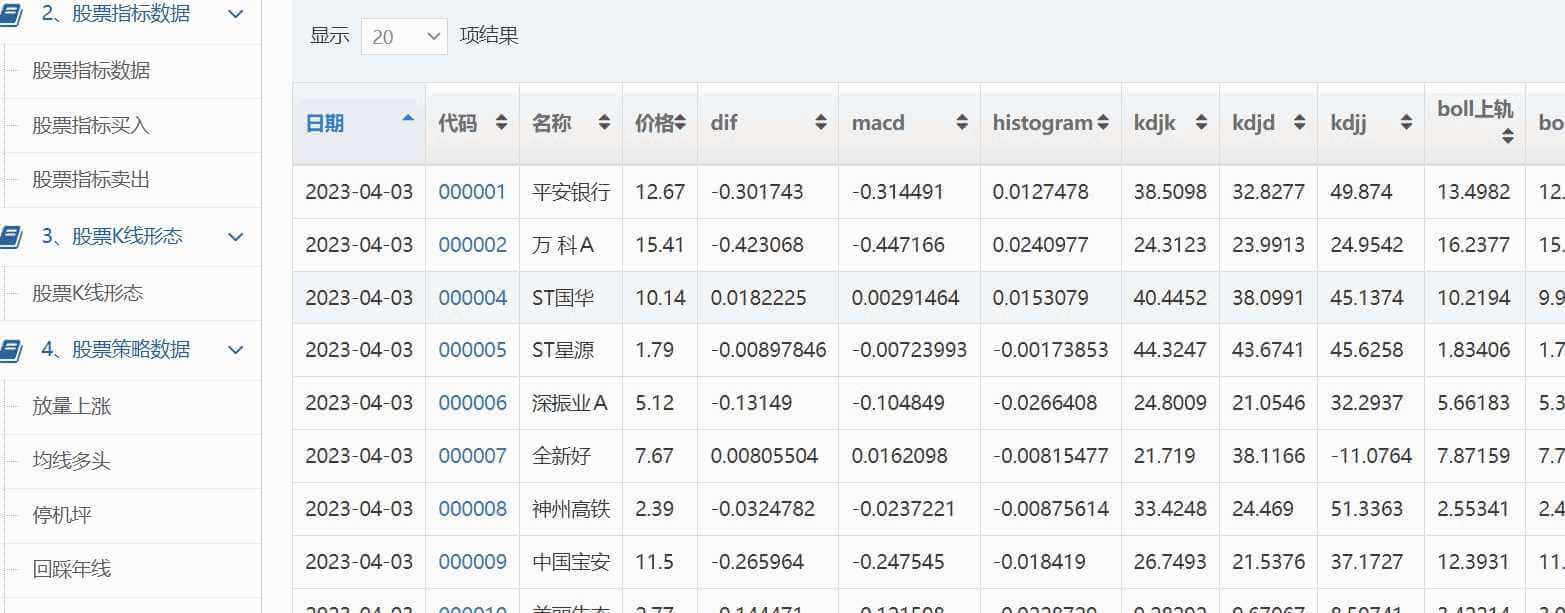 2、股票指标数据
股票指标数据
股票指标买入
股票指标卖出
3、股票K线形态
股票K线形态
4、股票策略数据
放量上涨
均线多头
停机坪
回踩年线
显示 20 项结果
日期 代码 名称 价格 dif macd histogram kdjk kdjd kdjj boll上轨 bo
2023-04-03 000001 平安银行 12.67 -0.301743 -0.314491 0.0127478 38.5098 32.8277 49.874 13.4982 12.
2023-04-03 000002 万 科A 15.41 -0.423068 -0.447166 0.0240977 24.3123 23.9913 24.9542 16.2377 15.
2023-04-03 000004 ST国华 10.14 0.0182225 0.00291464 0.0153079 40.4452 38.0991 45.1374 10.2194 9.9
2023-04-03 000005 ST星源 1.79 -0.00897846 -0.00723993 -0.00173853 44.3247 43.6741 45.6258 1.83406 1.7
2023-04-03 000006 深振业A 5.12 -0.13149 -0.104849 -0.0266408 24.8009 21.0546 32.2937 5.66183 5.3
2023-04-03 000007 全新好 7.67 0.00805504 0.0162098 -0.00815477 21.719 38.1166 -11.0764 7.87159 7.7
2023-04-03 000008 神州高铁 2.39 -0.0324782 -0.0237221 -0.00875614 33.4248 24.469 51.3363 2.55341 2.4
2023-04-03 000009 中国宝安 11.5 -0.265964 -0.247545 -0.018419 26.7493 21.5376 37.1727 12.3931 11.